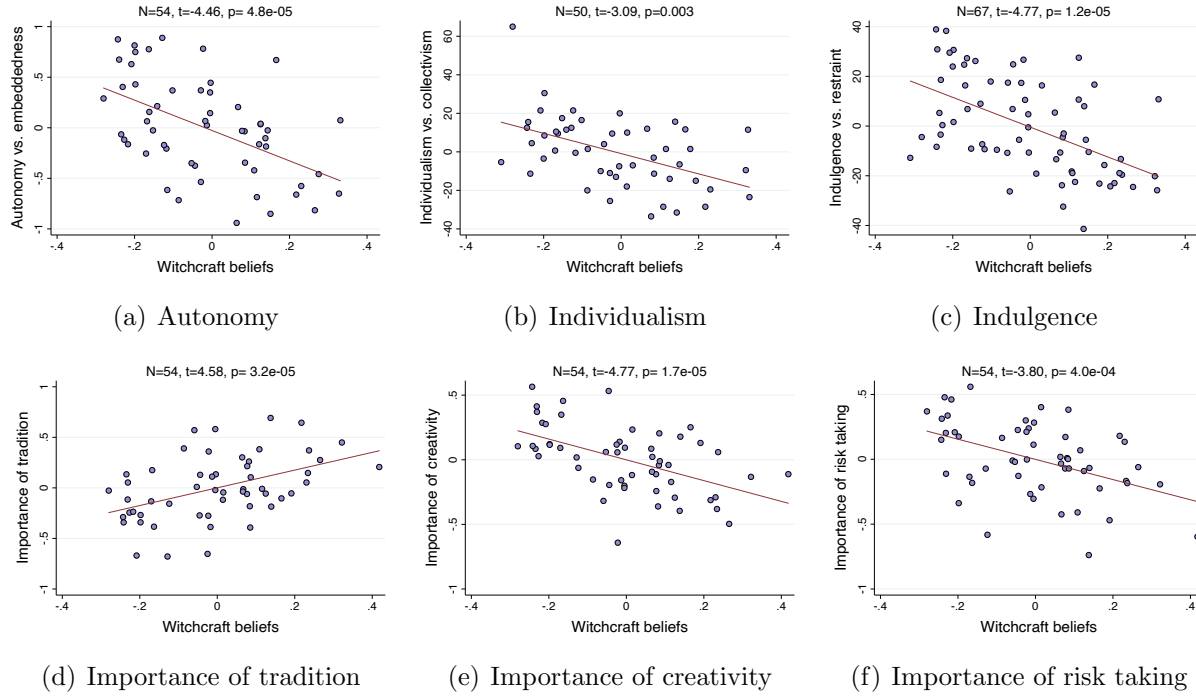 N=54, t=-4.46, p= 4.8e-05
Autonomy vs. embeddedness
1
.5
0
-.5
-1
-.4
-.2
0
.2
.4
Witchcraft beliefs
(a) Autonomy
N=50, t=-3.09, p=0.003
Individualism vs. collectivism
60
40
20
0
-20
-40
-.4
-.2
0
.2
.4
Witchcraft beliefs
(b) Individualism
N=67, t=-4.77, p= 1.2e-05
Indulgence vs. restraint
40
20
0
-20
-40
-.4
-.2
0
.2
.4
Witchcraft beliefs
(c) Indulgence
N=54, t=4.58, p= 3.2e-05
Importance of tradition
1
.5
0
-.5
-1
-.4
-.2
0
.2
.4
Witchcraft beliefs
(d) Importance of tradition
N=54, t=-4.77, p= 1.7e-05
Importance of creativity
.5
0
-.5
-1
-.4
-.2
0
.2
.4
Witchcraft beliefs
(e) Importance of creativity
N=54, t=-3.80, p= 4.0e-04
Importance of risk taking
.5
0
-.5
-1
-.4
-.2
0
.2
.4
Witchcraft beliefs
(f) Importance of risk taking